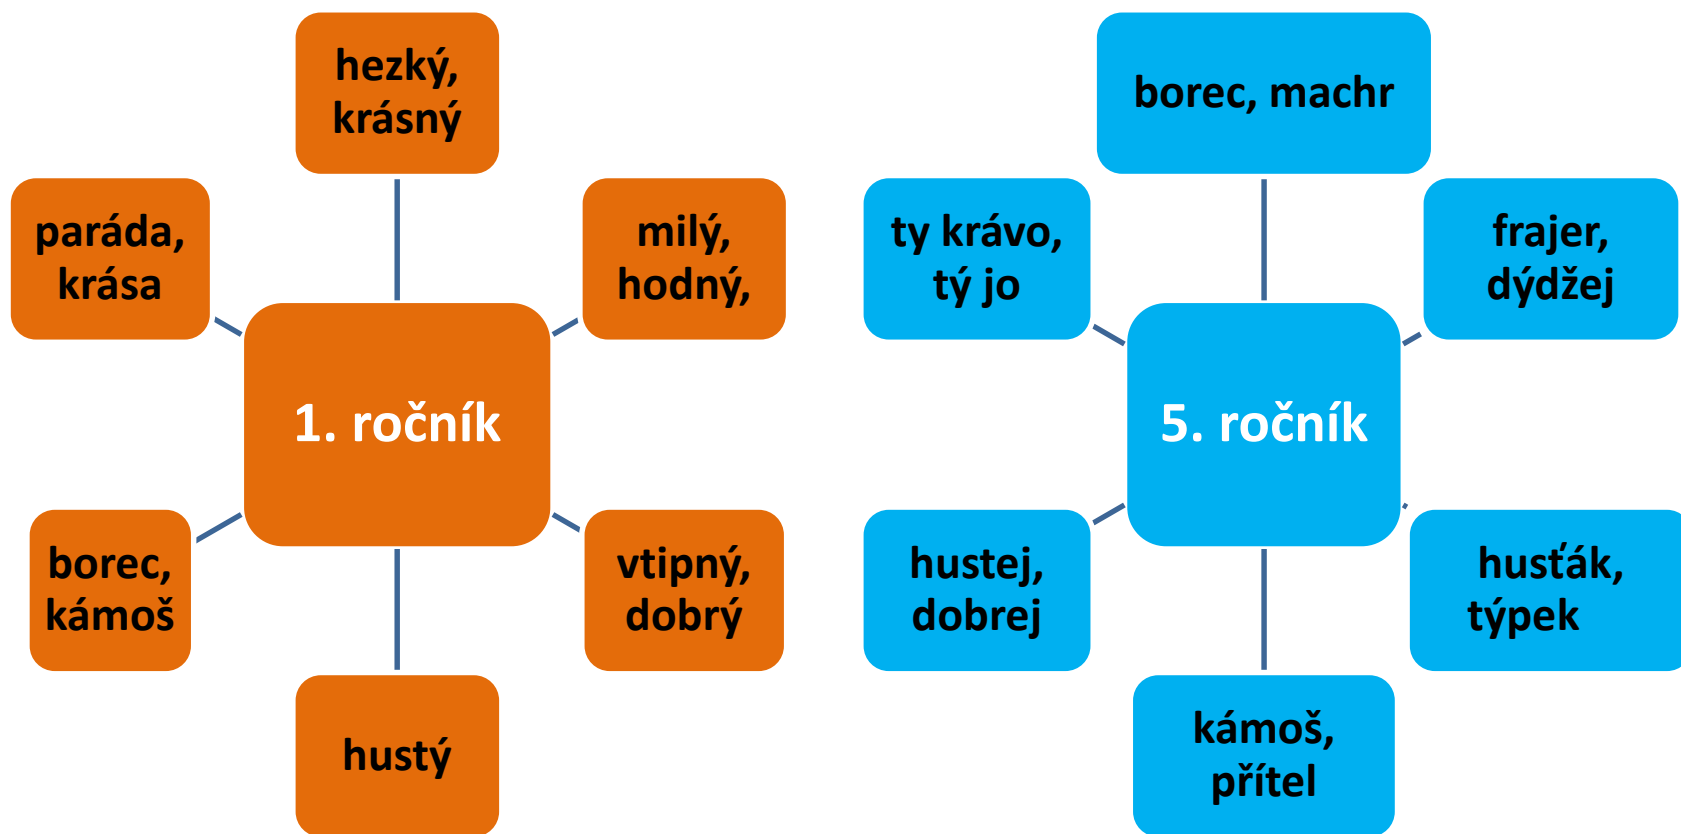 hezký,
krásný
milý,
hodný,
vtipný,
dobrý
hustý
borec,
kámoš
paráda,
krása
1. ročník
borec, machr
frajer,
dýdžej
husťák,
týpek
kámoš,
přítel
hustej,
dobrej
ty krávo,
tý jo
5. ročník